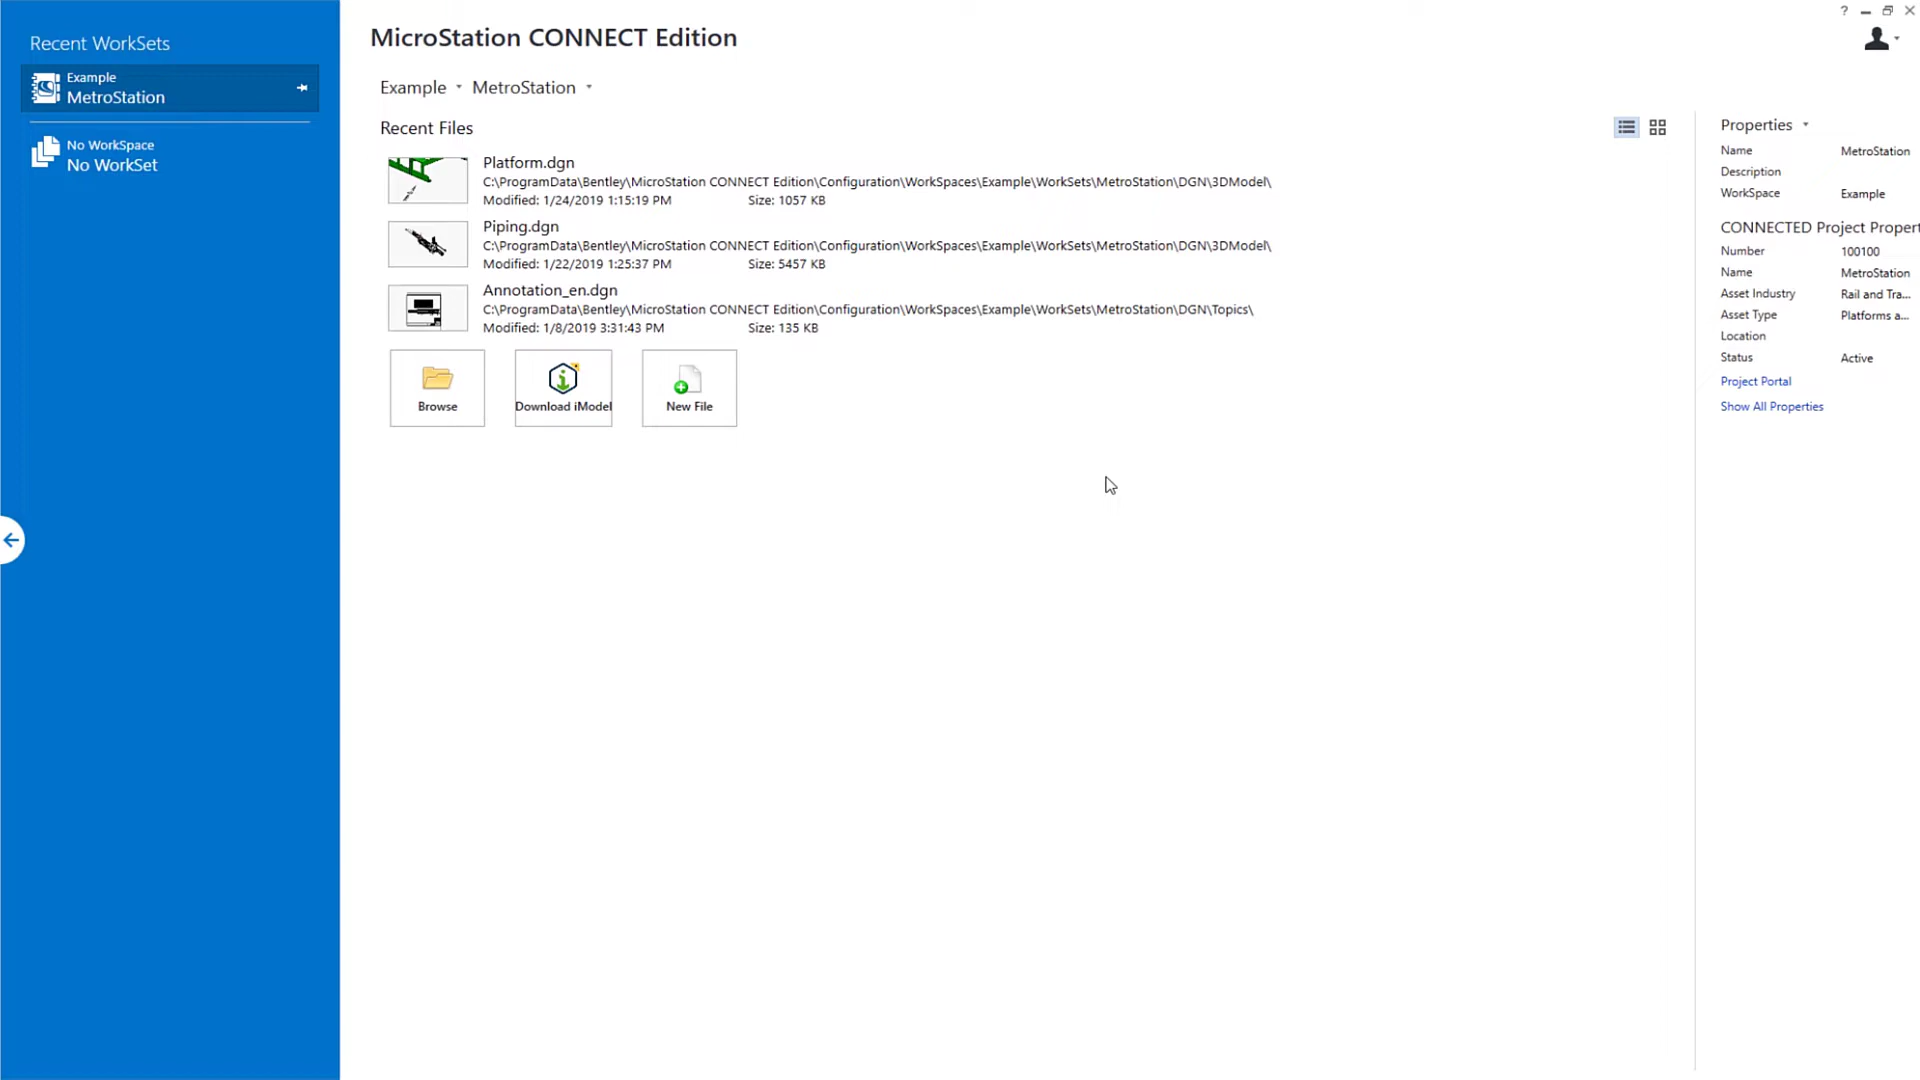 Recent WorkSets
Example
MetroStation
No WorkSpace
No WorkSet
?
MicroStation CONNECT Edition
Example MetroStation
Recent Files
Platform.dgn
C:\ProgramData\Bentley\MicroStation CONNECT Edition\Configuration\WorkSpaces\Example\WorkSets\MetroStation\DGN\3DModel\
Modified: 1/24/2019 1:15:19 PM Size: 1057 KB
Piping.dgn
C:\ProgramData\Bentley\MicroStation CONNECT Edition\Configuration\WorkSpaces\Example\WorkSets\MetroStation\DGN\3DModel\
Modified: 1/22/2019 1:25:37 PM Size: 5457 KB
Annotation_en.dgn
C:\ProgramData\Bentley\MicroStation CONNECT Edition\Configuration\WorkSpaces\Example\WorkSets\MetroStation\DGN\Topics\
Modified: 1/8/2019 3:31:43 PM Size: 135 KB
Browse Download iModel New File
Properties
Name MetroStation
Description
WorkSpace Example
CONNECTED Project Propert
Number 100100
Name MetroStation
Asset Industry Rail and Tra...
Asset Type Platforms a...
Location
Status Active
Project Portal
Show All Properties